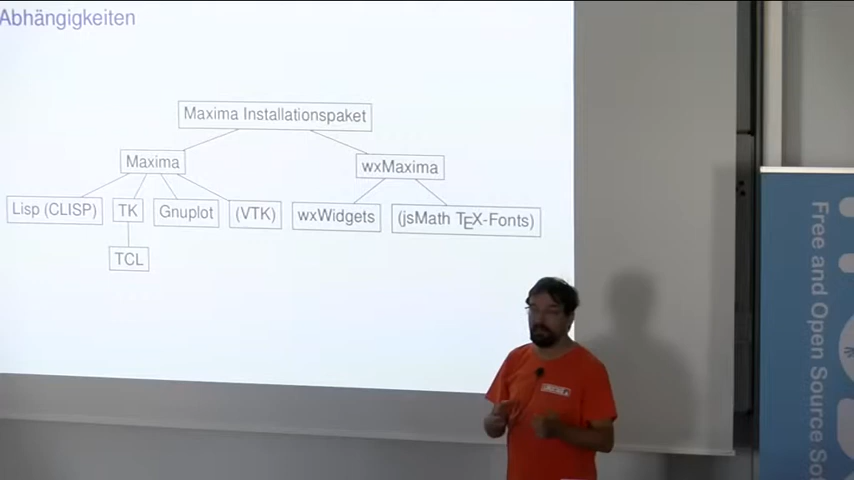 Abhängigkeiten
Maxima Installationspaket
Maxima
wxMaxima
Lisp (CLISP)
TK
Gnuplot
(VTK)
wxWidgets
(jsMath TEX-Fonts)
TCL
Free and Open Source Sof